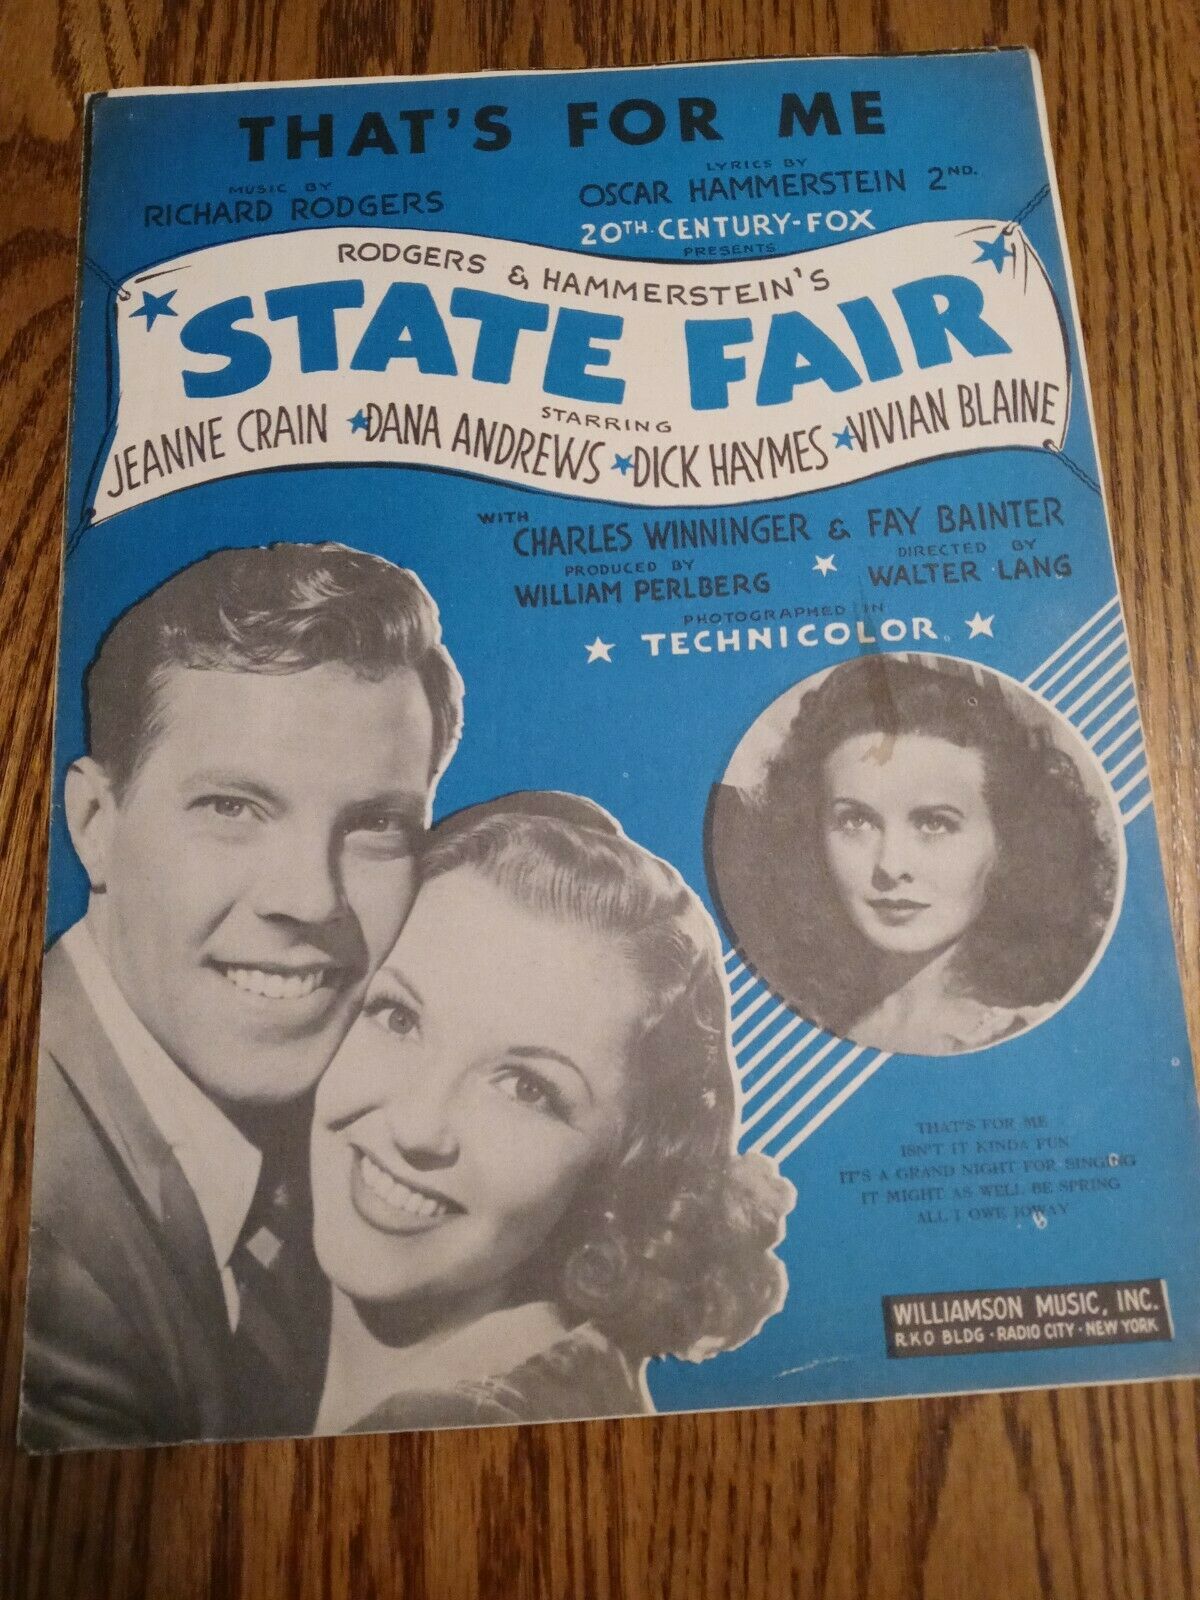 THAT'S FOR ME
MUSIC BY
RICHARD RODGERS
LYRICS BY
OSCAR HAMMERSTEIN 2ND.
20TH CENTURY-FOX
PRESENTS
RODGERS & HAMMERSTEIN'S
STATE FAIR
STARRING
JEANNE CRAIN DANA ANDREWS DICK HAYMES VIVIAN BLAINE
WITH
CHARLES WINNINGER & FAY BAINTER
PRODUCED BY
WILLIAM PERLBERG
DIRECTED BY
WALTER LANG
PHOTOGRAPHED IN
TECHNICOLOR
THAT'S FOR ME
ISN'T IT KINDA FUN
IT'S A GRAND NIGHT FOR SINGING
IT MIGHT AS WELL BE SPRING
ALL I OWE IOWAY
WILLIAMSON MUSIC, INC.
RKO BLDG · RADIO CITY · NEW YORK